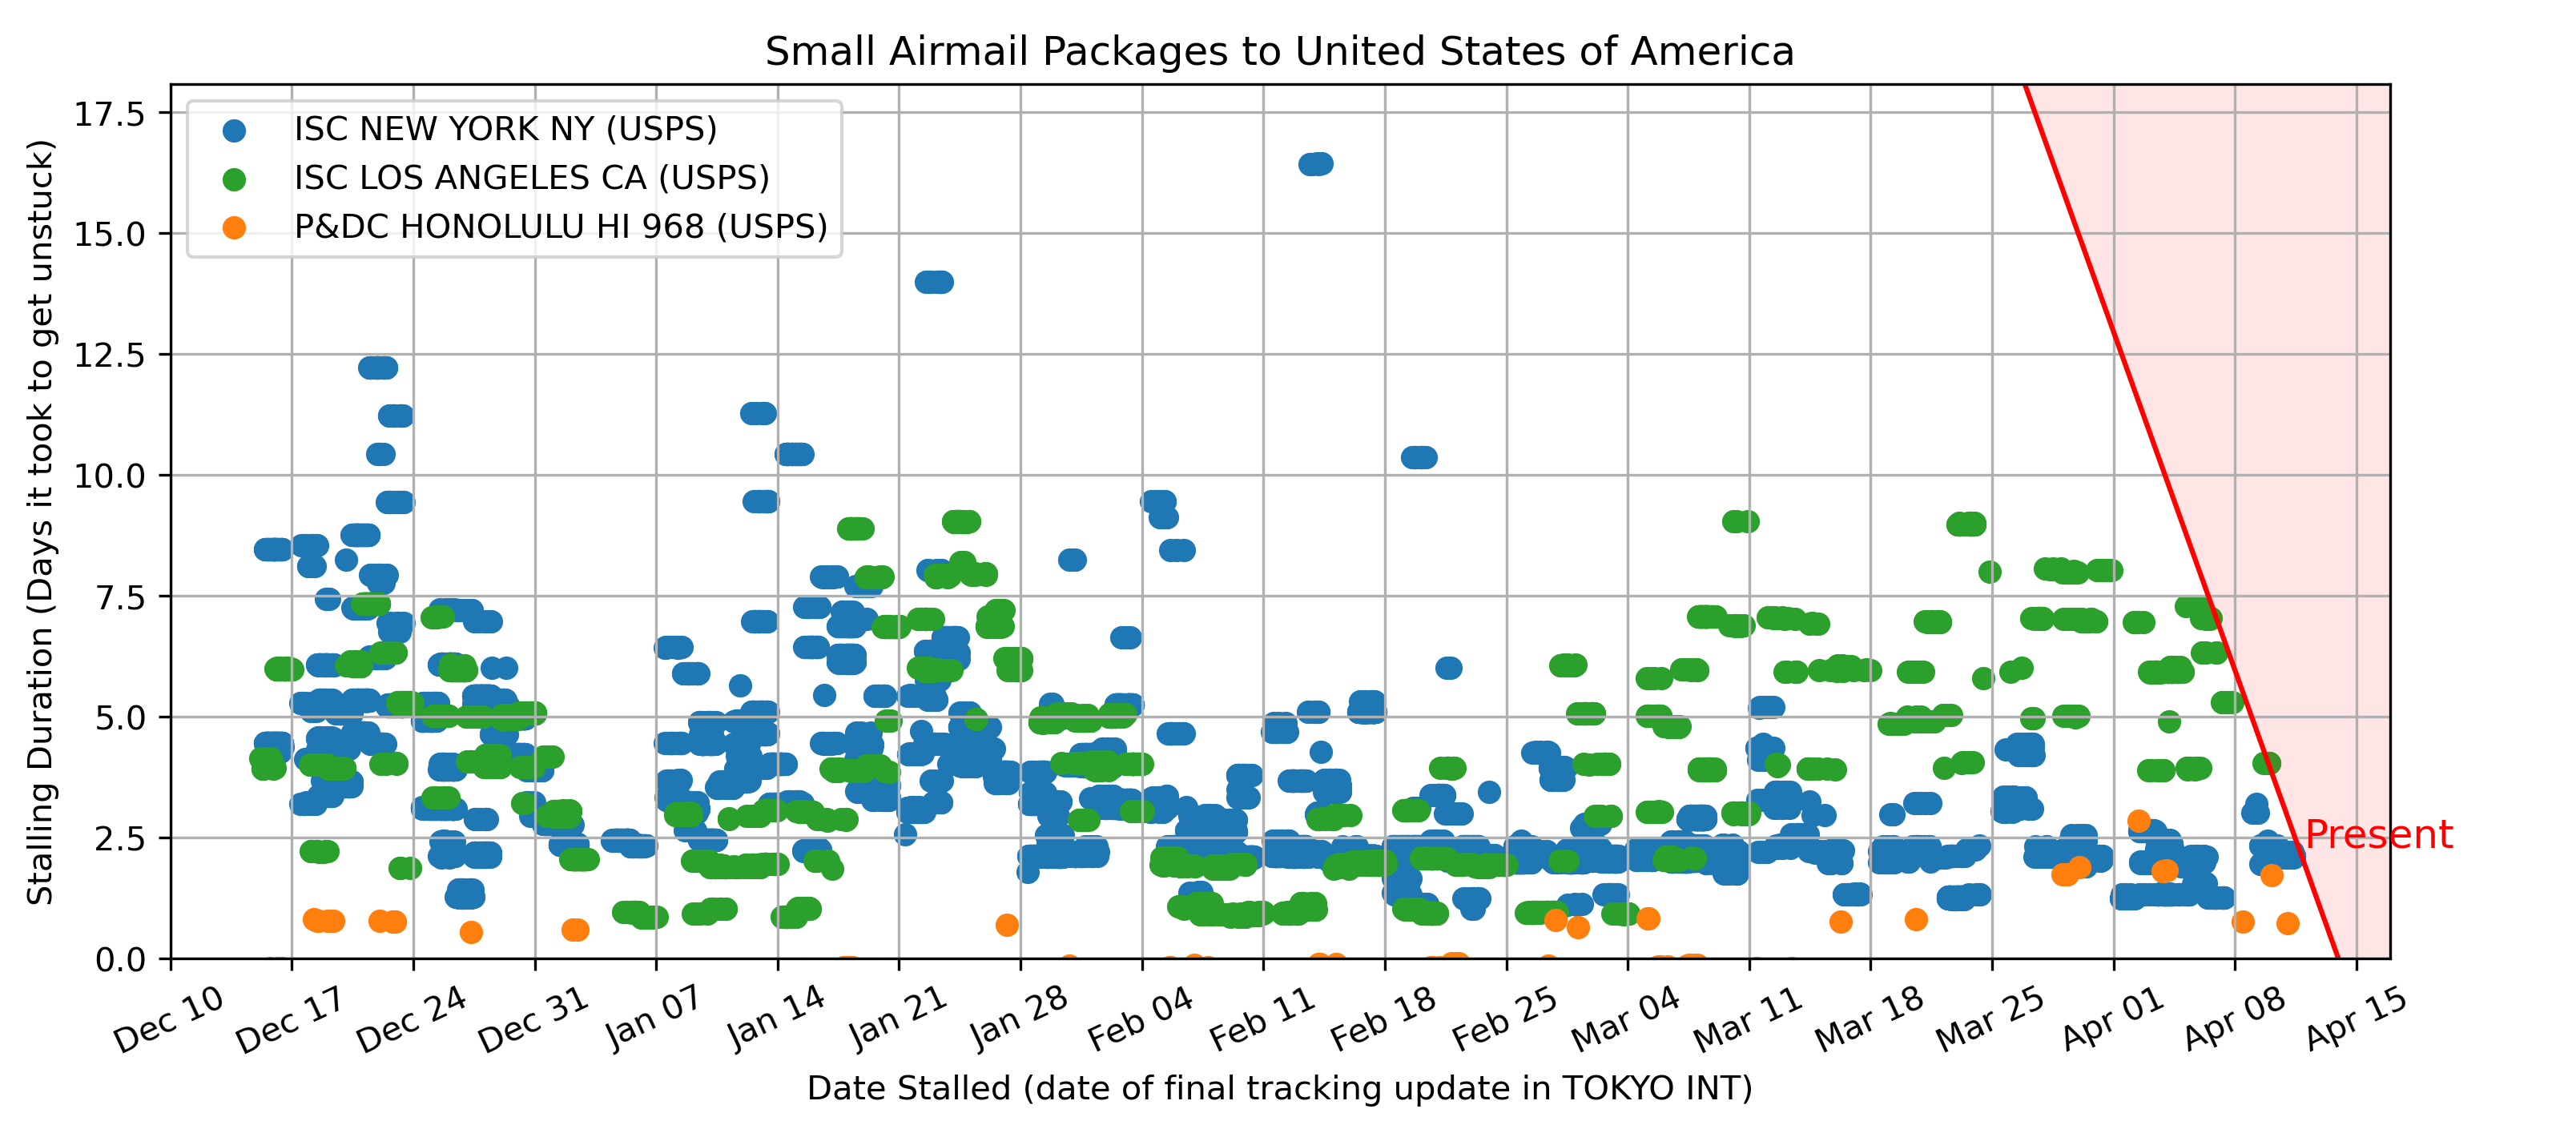 Small Airmail Packages to United States of America
ISC NEW YORK NY (USPS)
ISC LOS ANGELES CA (USPS)
P&DC HONOLULU HI 968 (USPS)
Stalling Duration (Days it took to get unstuck)
17.5
15.0
12.5
10.0
7.5
5.0
2.5
0.0
Present
Dec 10
Dec 17
Dec 24
Dec 31
Jan 07
Jan 14
Jan 21
Jan 28
Feb 04
Feb 11
Feb 18
Feb 25
Mar 04
Mar 11
Mar 18
Mar 25
Apr 01
Apr 08
Apr 15
Date Stalled (date of final tracking update in TOKYO INT)